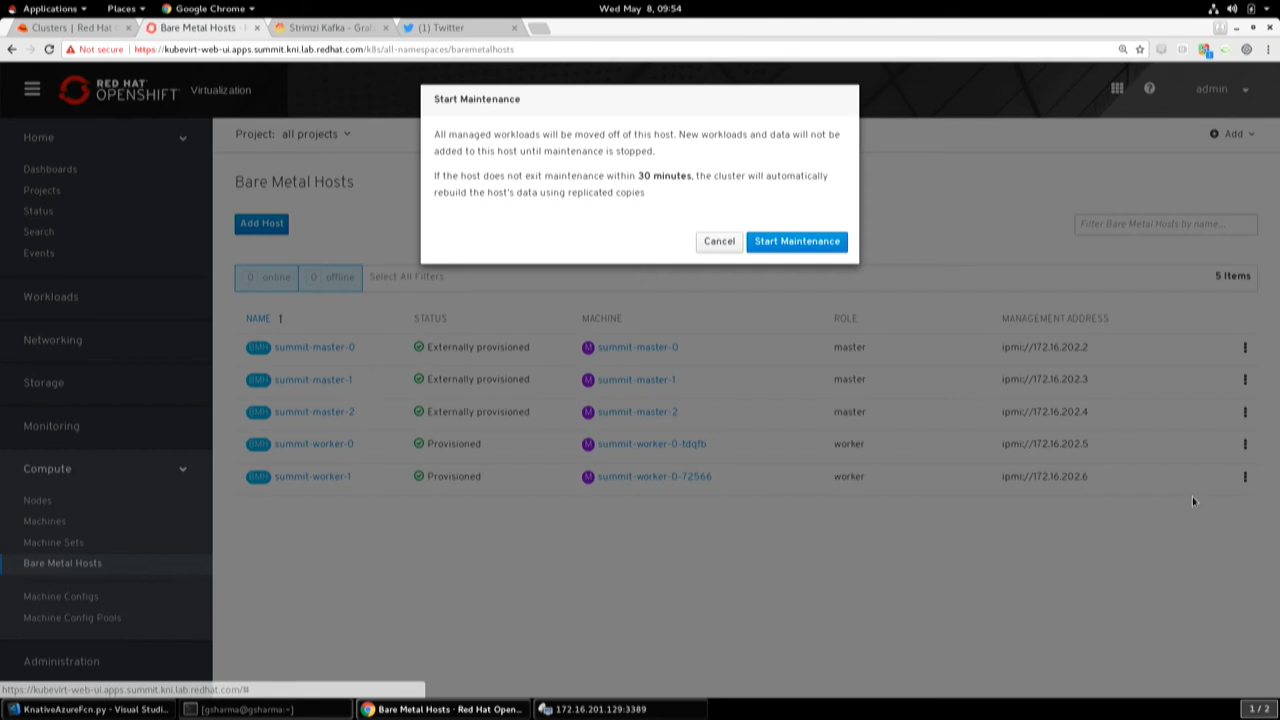 Applications Places Google Chrome Wed May 8, 09:54
Clusters | Red Hat Bare Metal Hosts Strimzi Kafka - Graf (1) Twitter
Not secure https://kubevirt-web-ui.apps.summit.kni.lab.redhat.com/k8s/all-namespaces/baremetalhosts
RED HAT
OPENSHIFT Virtualization admin
Start Maintenance
All managed workloads will be moved off of this host. New workloads and data will not be
added to this host until maintenance is stopped.
If the host does not exit maintenance within 30 minutes, the cluster will automatically
rebuild the host's data using replicated copies
Cancel Start Maintenance
Home
Dashboards
Projects
Status
Search
Events
Workloads
Networking
Storage
Monitoring
Compute
Nodes
Machines
Machine Sets
Bare Metal Hosts
Machine Configs
Machine Config Pools
Administration
Project: all projects Add
Bare Metal Hosts
Add Host Filter Bare Metal Hosts by name...
0 online 0 offline Select All Filters 5 Items
NAME STATUS MACHINE ROLE MANAGEMENT ADDRESS
BMH summit-master-0 Externally provisioned M summit-master-0 master ipmi://172.16.202.2
BMH summit-master-1 Externally provisioned M summit-master-1 master ipmi://172.16.202.3
BMH summit-master-2 Externally provisioned M summit-master-2 master ipmi://172.16.202.4
BMH summit-worker-0 Provisioned M summit-worker-0-tdqfb worker ipmi://172.16.202.5
BMH summit-worker-1 Provisioned M summit-worker-0-72566 worker ipmi://172.16.202.6
https://kubevirt-web-ui.apps.summit.kni.lab.redhat.com/#
KnativeAzureFcn.py - Visual Studi... [gsharma@gsharma:~] Bare Metal Hosts · Red Hat Open... 172.16.201.129:3389 1 / 2